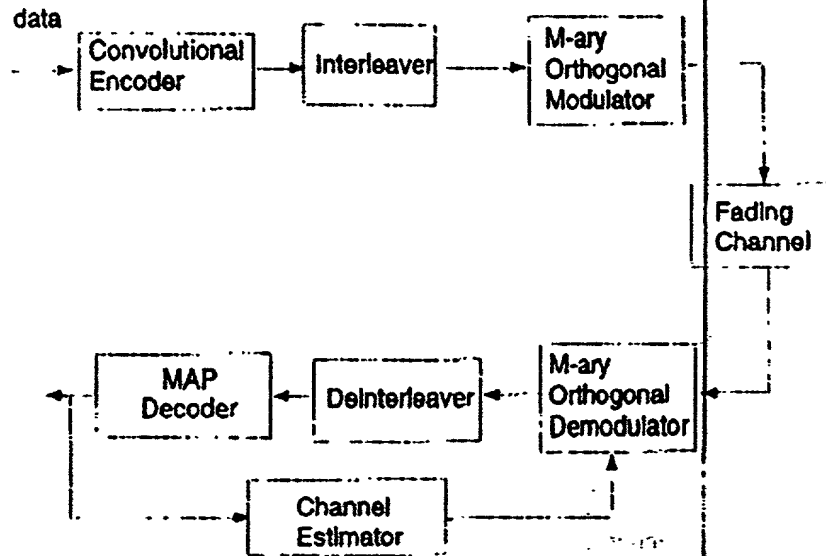 data
Convolutional
Encoder
Interleaver
M-ary
Orthogonal
Modulator
Fading
Channel
MAP
Decoder
Deinterleaver
M-ary
Orthogonal
Demodulator
Channel
Estimator